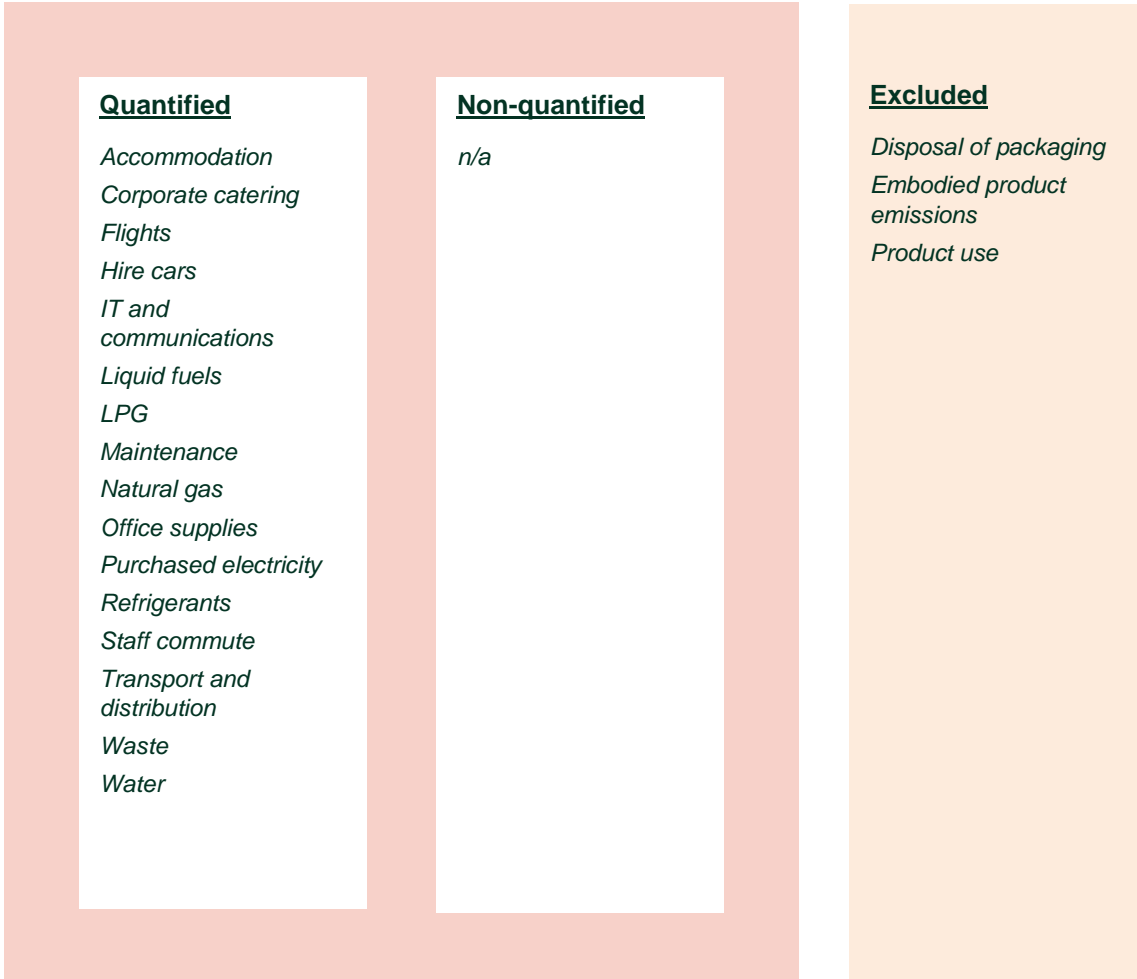 Quantified
Accommodation
Corporate catering
Flights
Hire cars
IT and
communications
Liquid fuels
LPG
Maintenance
Natural gas
Office supplies
Purchased electricity
Refrigerants
Staff commute
Transport and
distribution
Waste
Water
Non-quantified
n/a
Excluded
Disposal of packaging
Embodied product
emissions
Product use